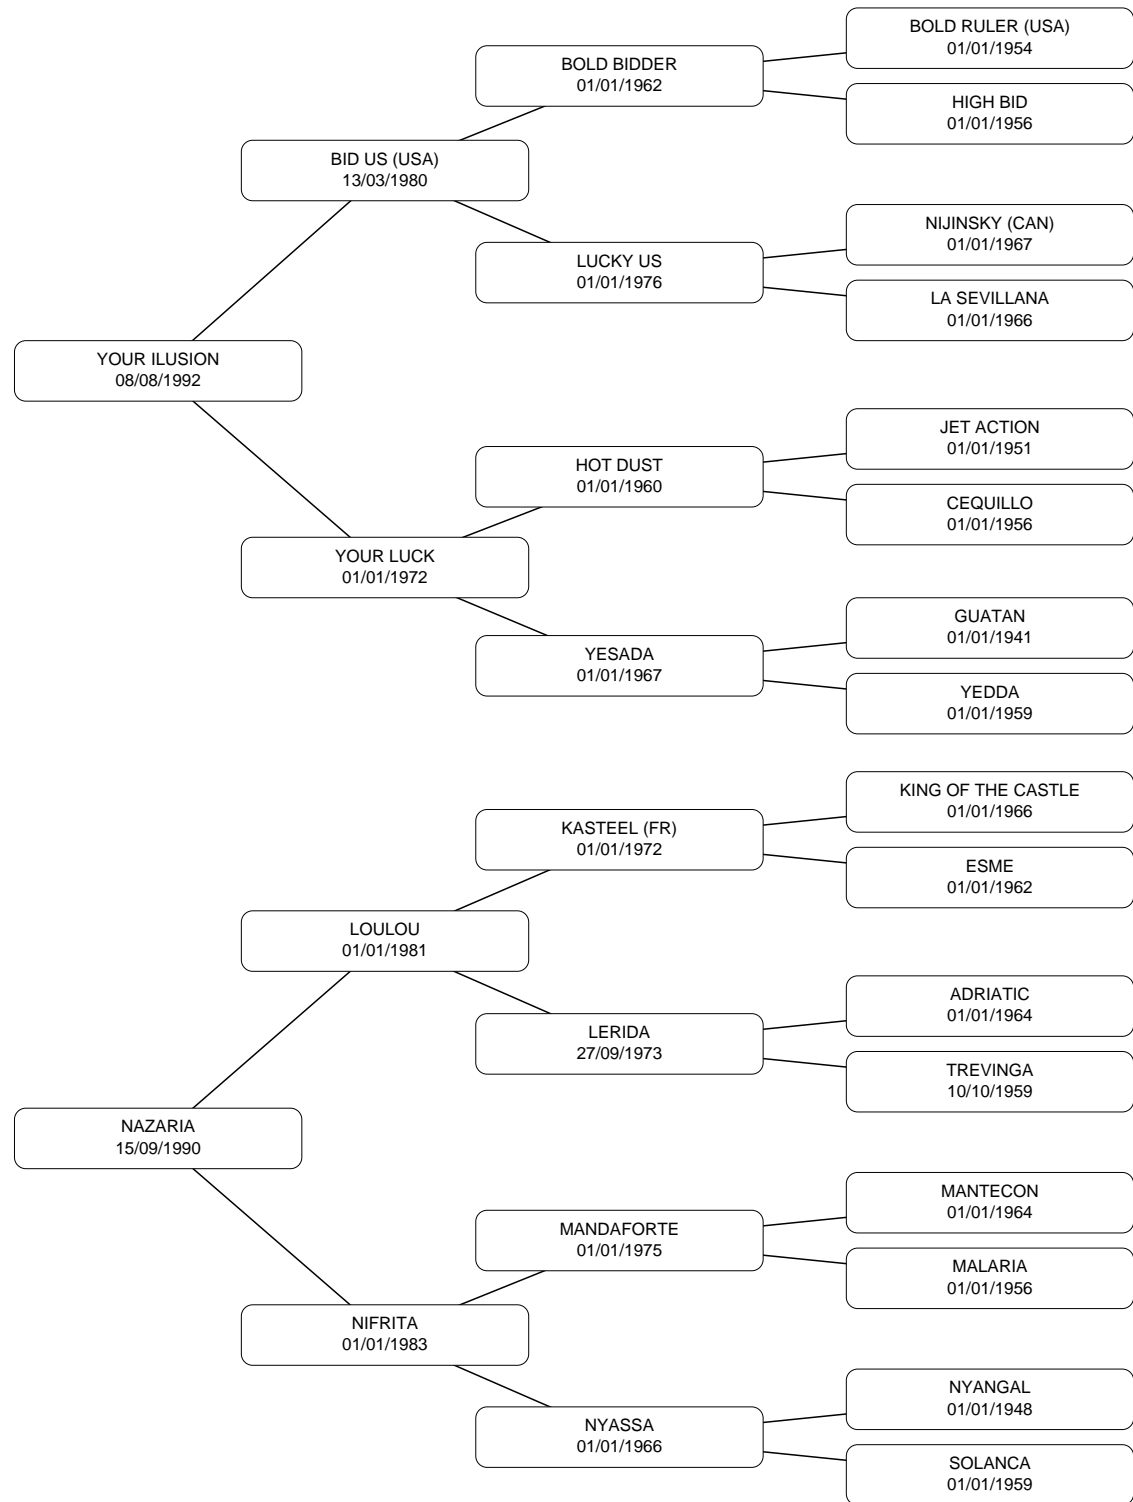 BOLD RULER (USA)
01/01/1954
BOLD BIDDER
01/01/1962
HIGH BID
01/01/1956
BID US (USA)
13/03/1980
NIJINSKY (CAN)
01/01/1967
LUCKY US
01/01/1976
LA SEVILLANA
01/01/1966
YOUR ILUSION
08/08/1992
JET ACTION
01/01/1951
HOT DUST
01/01/1960
CEQUILLO
01/01/1956
YOUR LUCK
01/01/1972
GUATAN
01/01/1941
YESADA
01/01/1967
YEDDA
01/01/1959
KING OF THE CASTLE
01/01/1966
KASTEEL (FR)
01/01/1972
ESME
01/01/1962
LOULOU
01/01/1981
ADRIATIC
01/01/1964
LERIDA
27/09/1973
TREVINGA
10/10/1959
NAZARIA
15/09/1990
MANTECON
01/01/1964
MANDAFORTE
01/01/1975
MALARIA
01/01/1956
NIFRITA
01/01/1983
NYANGAL
01/01/1948
NYASSA
01/01/1966
SOLANCA
01/01/1959